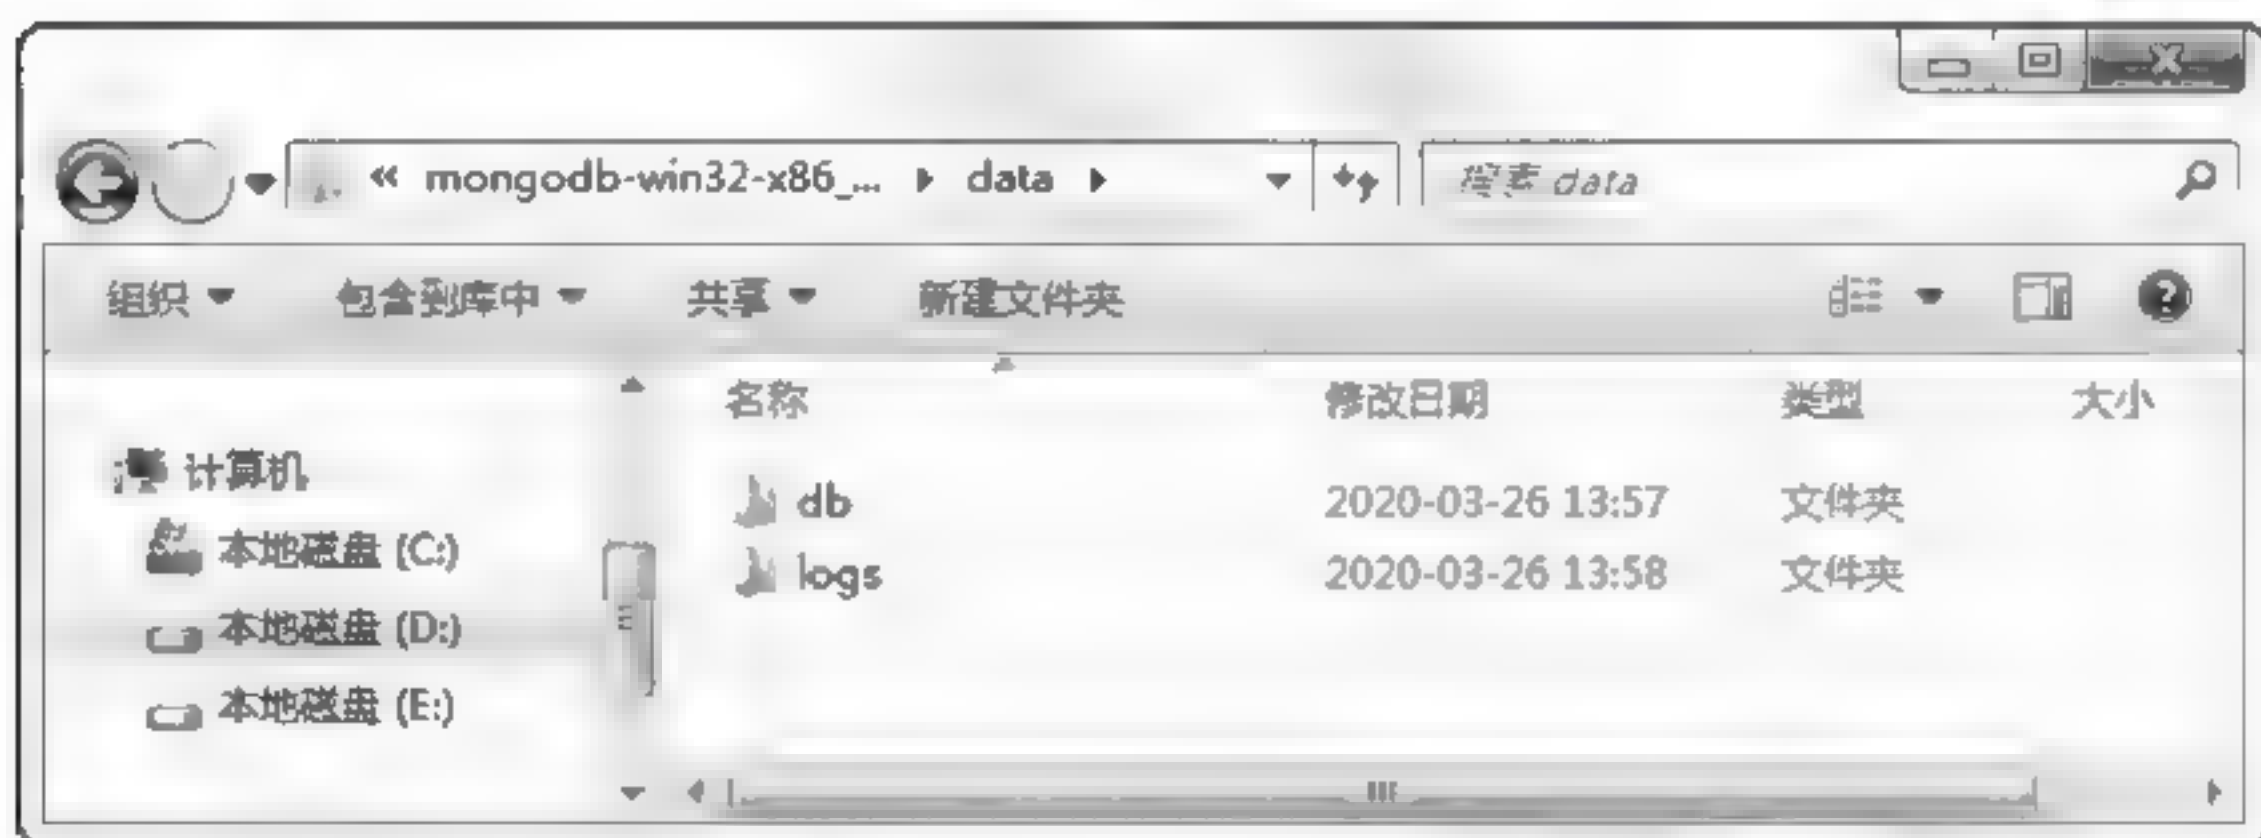 « mongodb-win32-x86_... ▸ data ▸ 搜索 data
组织 包含到库中 共享 新建文件夹
名称 修改日期 类型 大小
计算机
db 2020-03-26 13:57 文件夹
本地磁盘 (C:)
logs 2020-03-26 13:58 文件夹
本地磁盘 (D:)
本地磁盘 (E:)